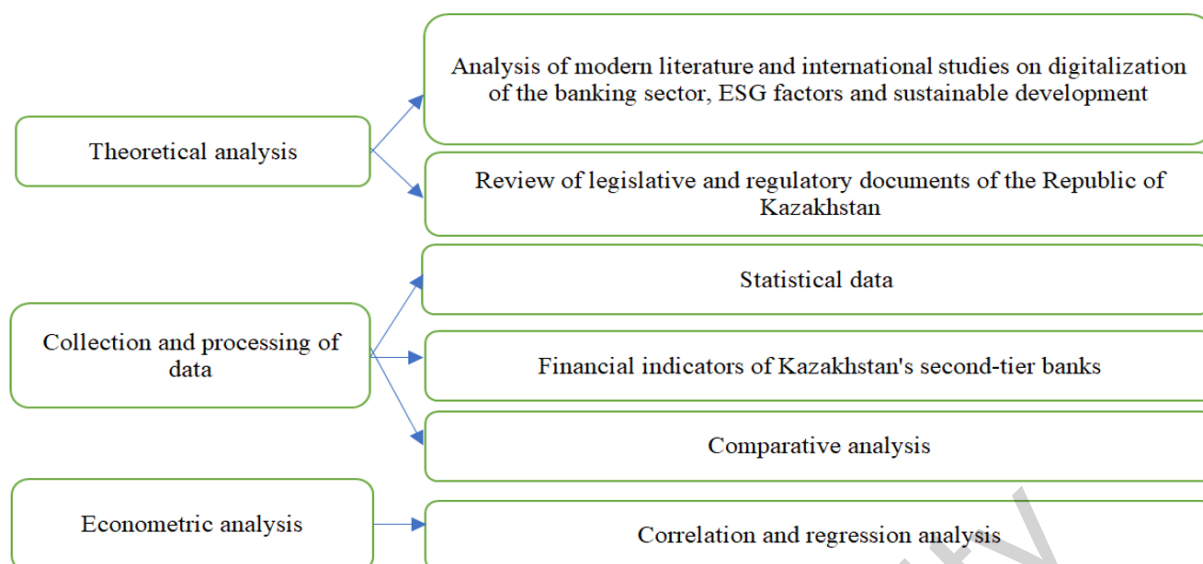 Theoretical analysis
Analysis of modern literature and international studies on digitalization
of the banking sector, ESG factors and sustainable development
Review of legislative and regulatory documents of the Republic of
Kazakhstan
Collection and processing of
data
Statistical data
Financial indicators of Kazakhstan's second-tier banks
Comparative analysis
Econometric analysis
Correlation and regression analysis